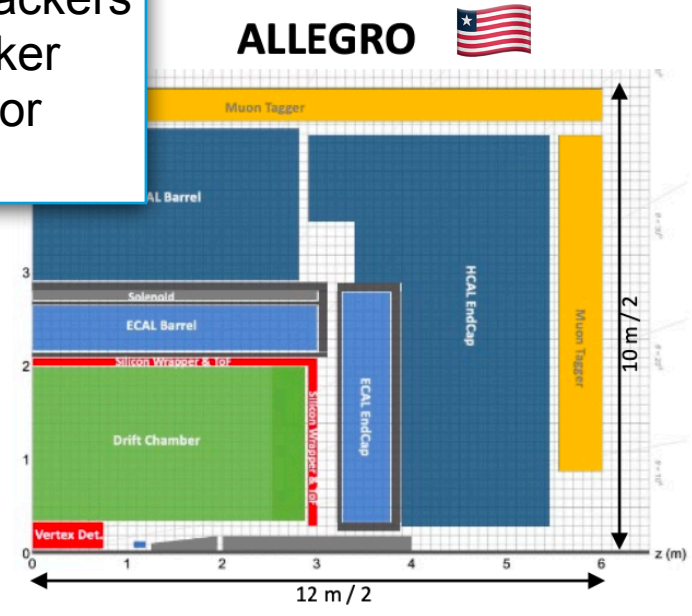 ackers
ker
or
ALLEGRO
Muon Tagger
AL Barrel
3
Solenoid
HCAL EndCap
ECAL Barrel
Muon Tagger
10 m / 2
2
Silicon Wrapper & ToF
ECAL EndCap
Silicon Wrapper & ToF
Drift Chamber
1
Vertex Det.
0
0 1 2 3 4 5 6 z (m)
12 m / 2